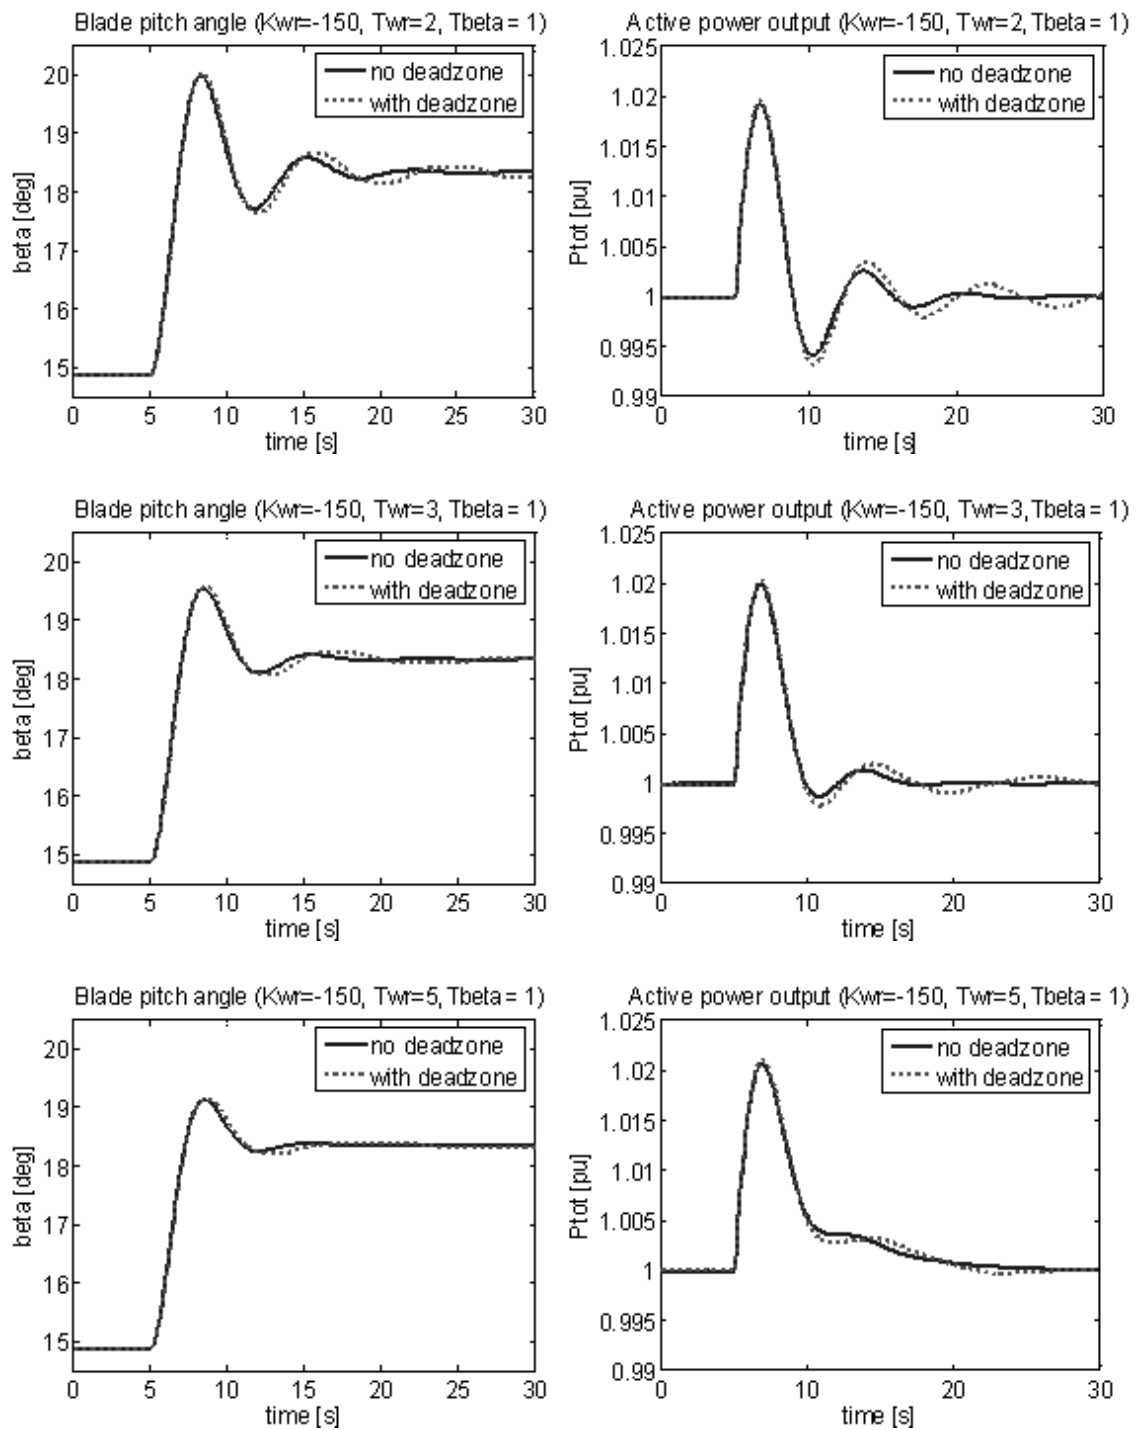 Blade pitch angle (Kwr=-150, Twr=2, Tbeta = 1)
20
19
18
17
16
15
beta [deg]
no deadzone
with deadzone
0 5 10 15 20 25 30
time [s]
Active power output (Kwr=-150, Twr=2, Tbeta = 1)
1.025
1.02
1.015
1.01
1.005
1
0.995
0.99
Ptot [pu]
no deadzone
with deadzone
0 10 20 30
time [s]
Blade pitch angle (Kwr=-150, Twr=3, Tbeta = 1)
20
19
18
17
16
15
beta [deg]
no deadzone
with deadzone
0 5 10 15 20 25 30
time [s]
Active power output (Kwr=-150, Twr=3, Tbeta = 1)
1.025
1.02
1.015
1.01
1.005
1
0.995
0.99
Ptot [pu]
no deadzone
with deadzone
0 10 20 30
time [s]
Blade pitch angle (Kwr=-150, Twr=5, Tbeta = 1)
20
19
18
17
16
15
beta [deg]
no deadzone
with deadzone
0 5 10 15 20 25 30
time [s]
Active power output (Kwr=-150, Twr=5, Tbeta = 1)
1.025
1.02
1.015
1.01
1.005
1
0.995
0.99
Ptot [pu]
no deadzone
with deadzone
0 10 20 30
time [s]